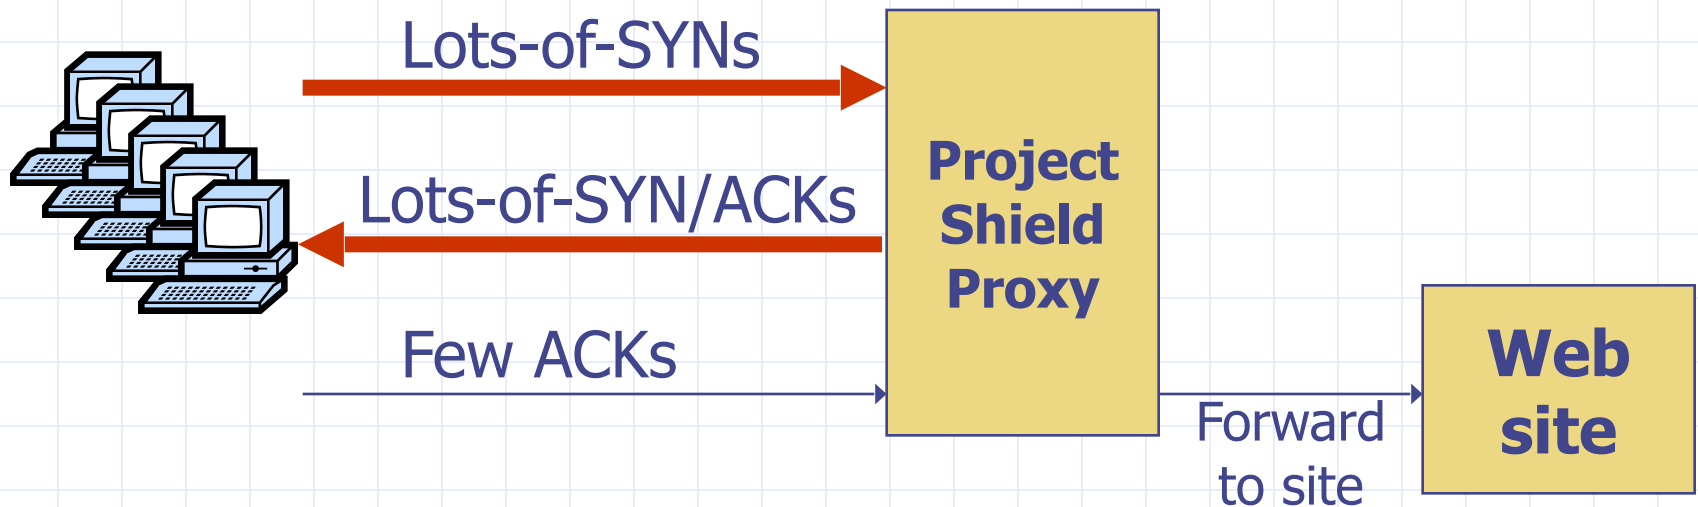 Lots-of-SYNs
Lots-of-SYN/ACKs
Few ACKs
Project
Shield
Proxy
Forward
to site
Web
site